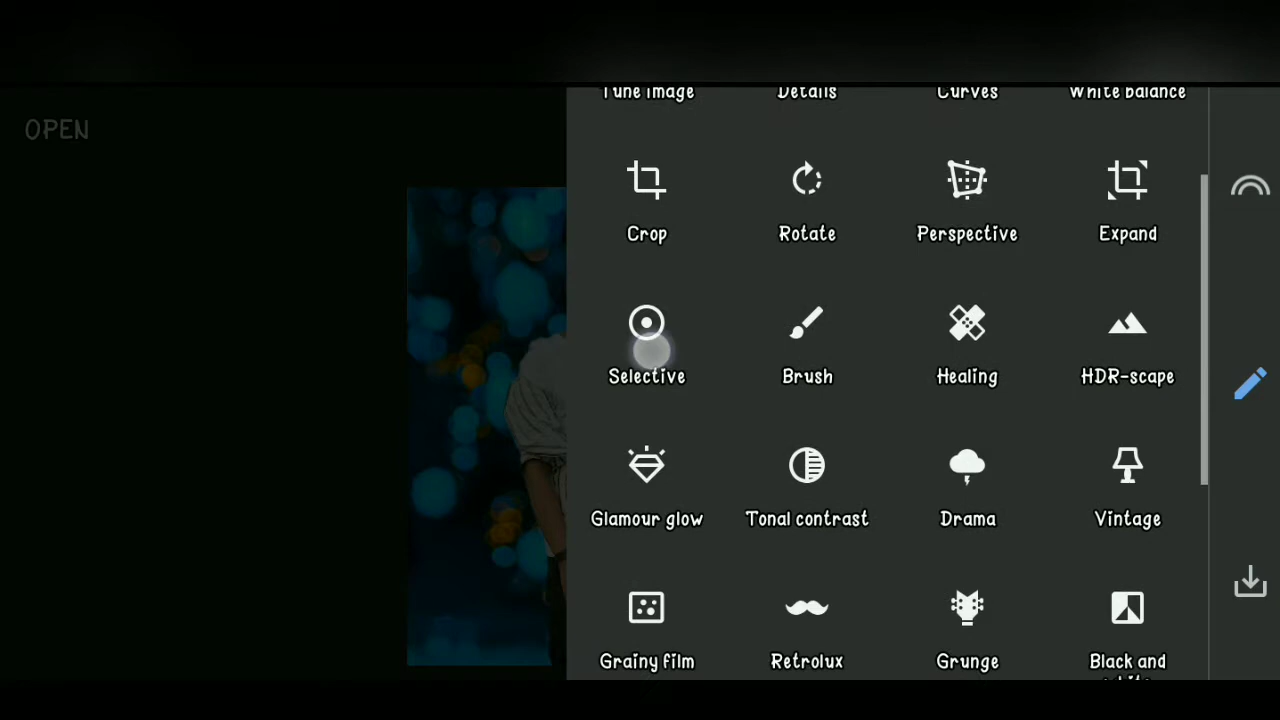 Tune image Details Curves White balance
OPEN
Crop Rotate Perspective Expand
Selective Brush Healing HDR-scape
Glamour glow Tonal contrast Drama Vintage
Grainy film Retrolux Grunge Black and
white